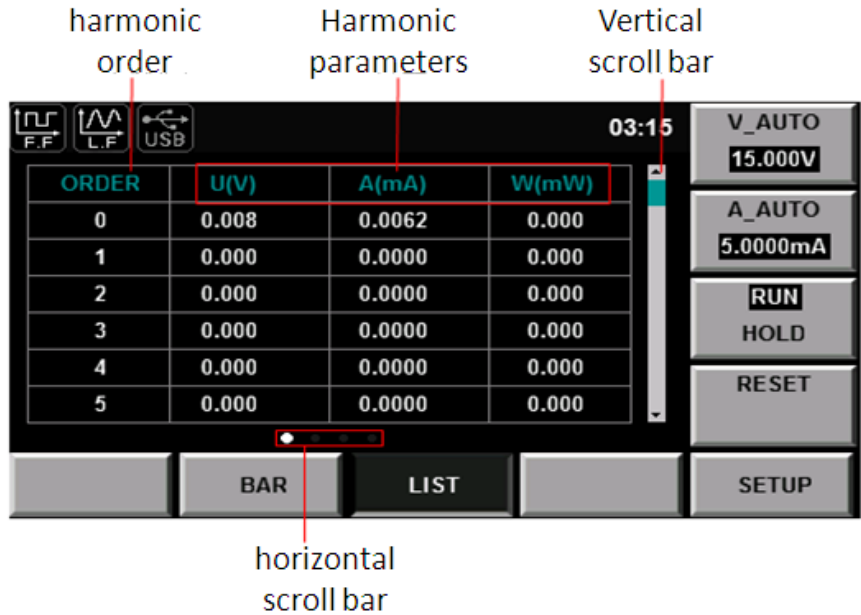 harmonic
order
Harmonic
parameters
Vertical
scroll bar
F.F
L.F
USB
03:15
ORDER U(V) A(mA) W(mW)
0 0.008 0.0062 0.000
1 0.000 0.0000 0.000
2 0.000 0.0000 0.000
3 0.000 0.0000 0.000
4 0.000 0.0000 0.000
5 0.000 0.0000 0.000
V_AUTO
15.000V
A_AUTO
5.0000mA
RUN
HOLD
RESET
BAR LIST SETUP
horizontal
scroll bar